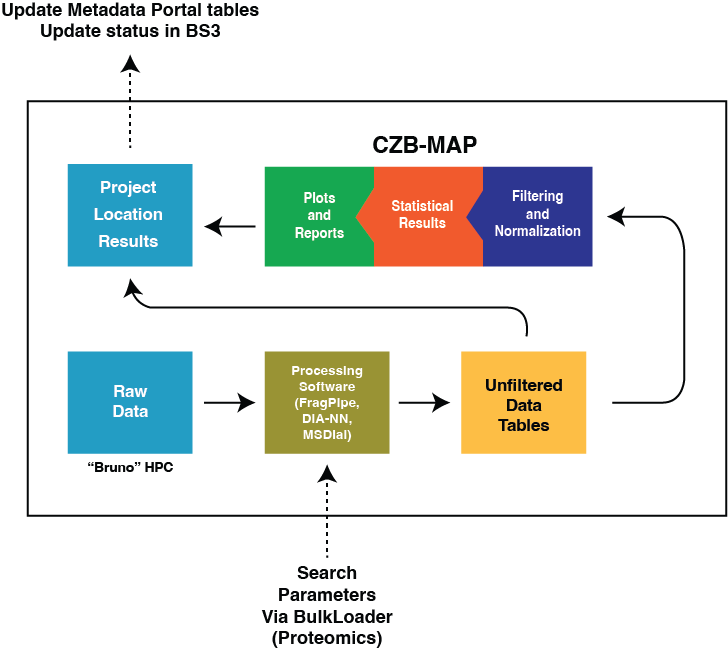 Update Metadata Portal tables
Update status in BS3
CZB-MAP
Project
Location
Results
Plots
and
Reports
Statistical
Results
Filtering
and
Normalization
Raw
Data
“Bruno” HPC
Processing
Software
(FragPipe,
DIA-NN,
MSDial)
Unfiltered
Data
Tables
Search
Parameters
Via BulkLoader
(Proteomics)